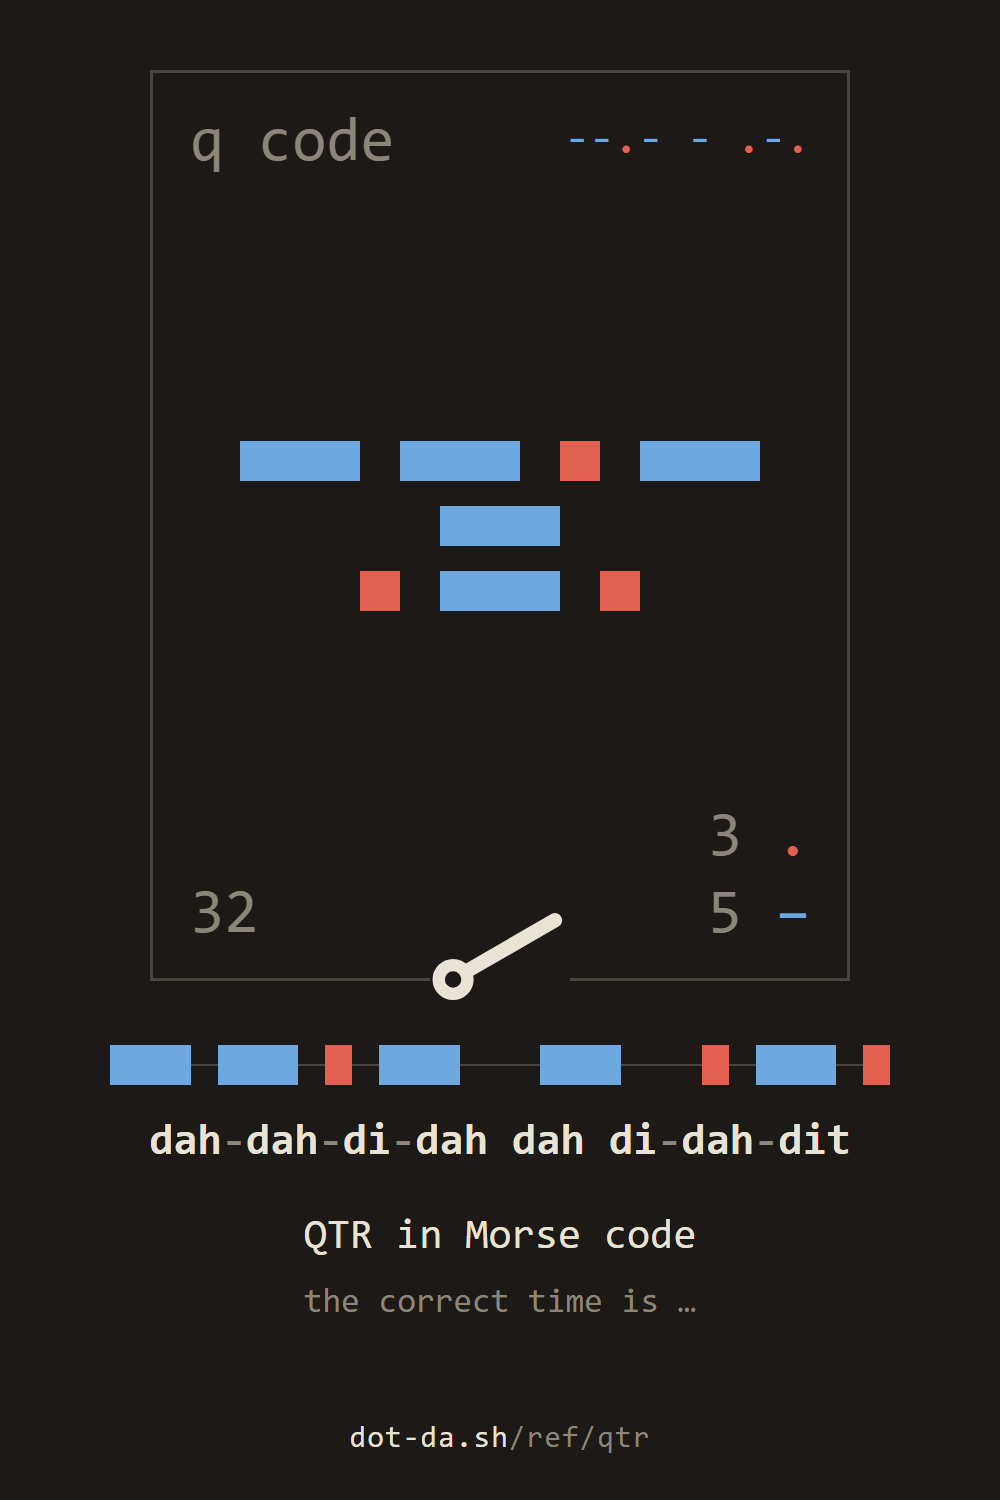 q code --.- - .-.
3 .
32 5 –
dah-dah-di-dah dah di-dah-dit
QTR in Morse code
the correct time is …
dot-da.sh/ref/qtr